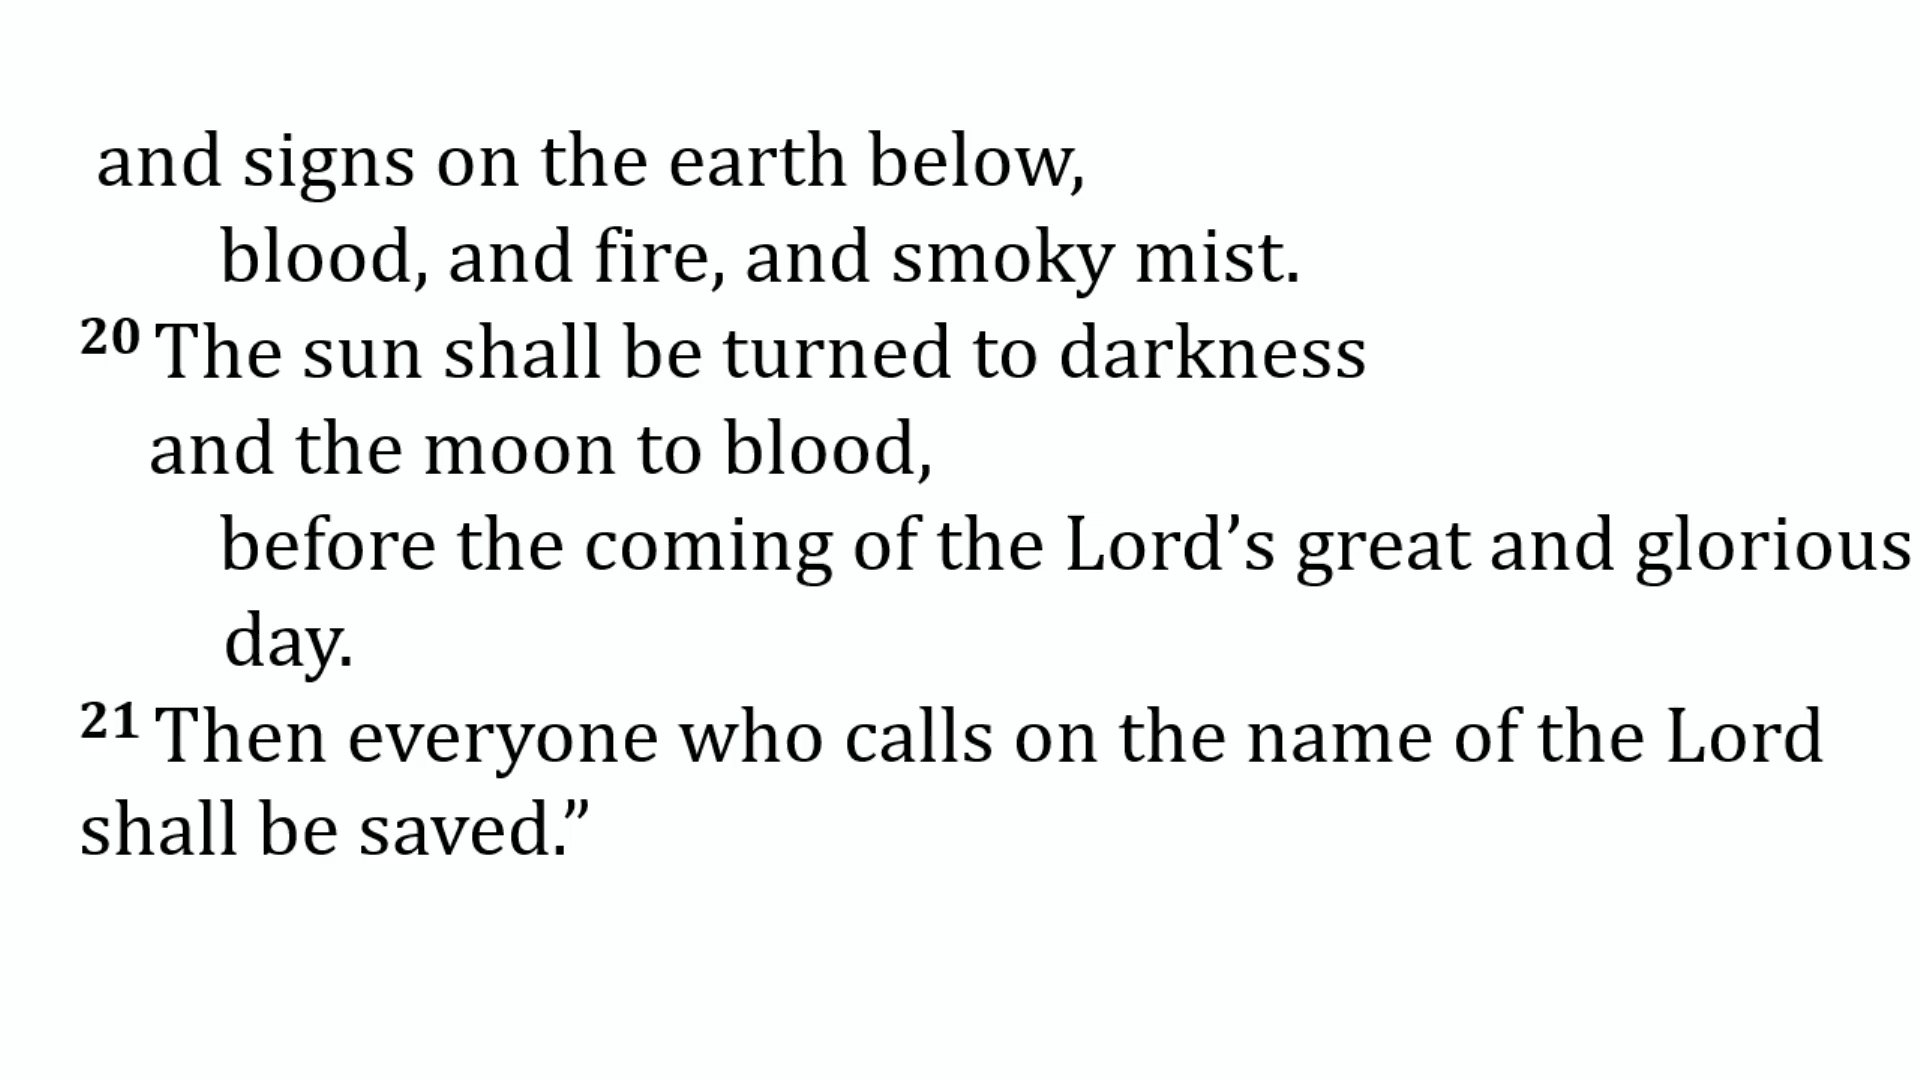 and signs on the earth below,
blood, and fire, and smoky mist.
20 The sun shall be turned to darkness
and the moon to blood,
before the coming of the Lord’s great and glorious
day.
21 Then everyone who calls on the name of the Lord
shall be saved.”